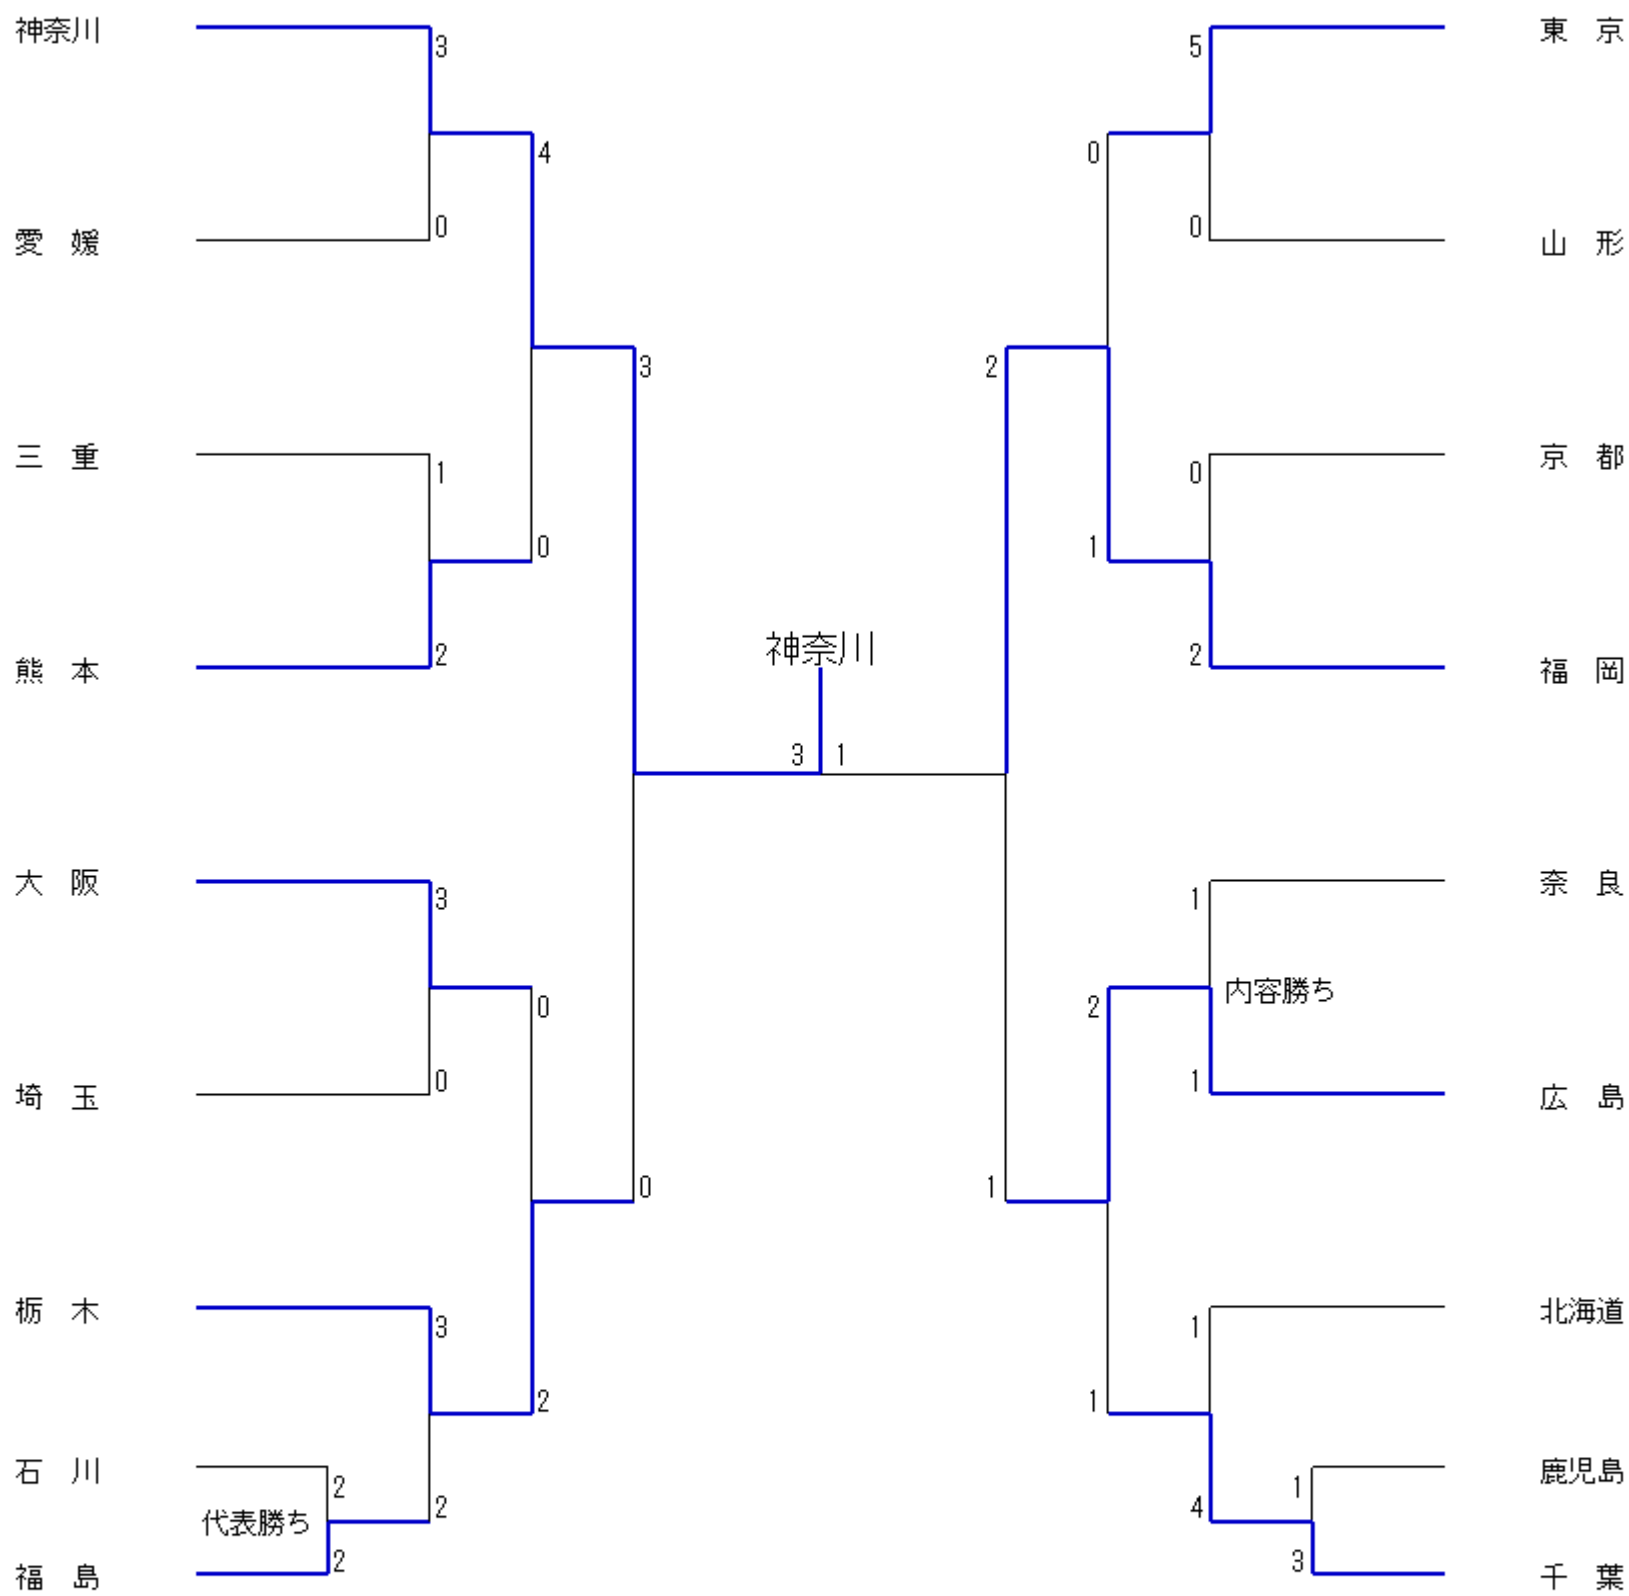 神奈川 3 5 東　京
4 0
愛　媛 0 0 山　形
3 2
三　重 1 0 京　都
0 1
熊　本 2 2 福　岡
神奈川
3 1
大　阪 3 1 奈　良
0 2 内容勝ち
埼　玉 0 1 広　島
0 1
栃　木 3 1 北海道
2 1
石　川 2 2 4 1 鹿児島
代表勝ち
福　島 2 3 千　葉